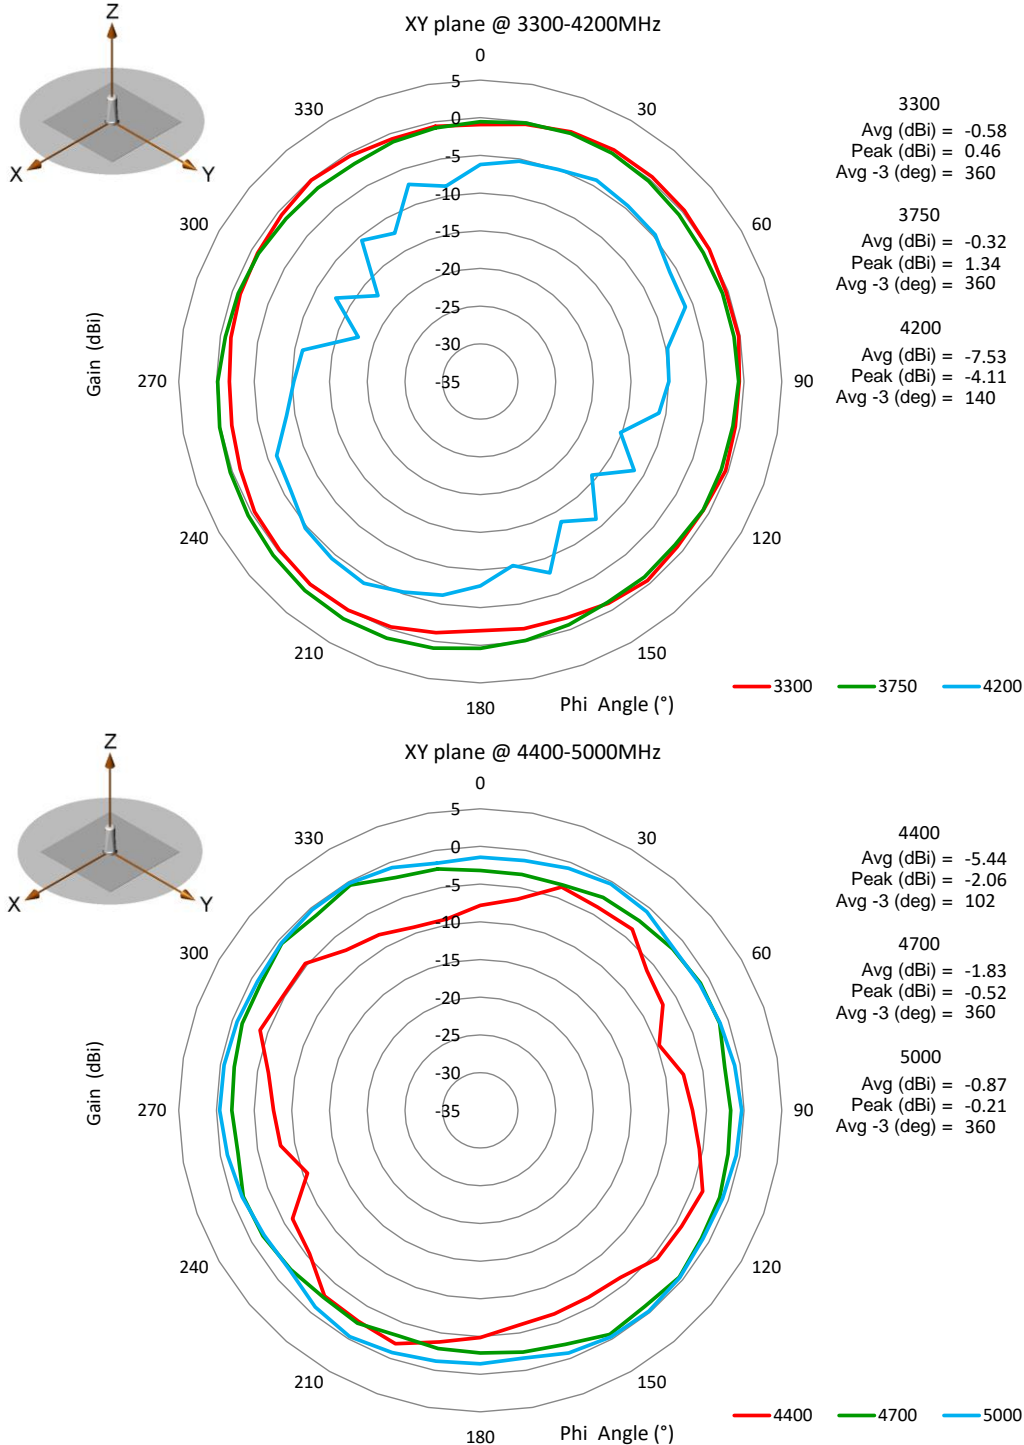 Z
X
Y
XY plane @ 3300-4200MHz
0
30
60
90
120
150
180
210
240
270
300
330
5
0
-5
-10
-15
-20
-25
-30
-35
Gain (dBi)
Phi Angle (°)
3300
Avg (dBi) = -0.58
Peak (dBi) = 0.46
Avg -3 (deg) = 360
3750
Avg (dBi) = -0.32
Peak (dBi) = 1.34
Avg -3 (deg) = 360
4200
Avg (dBi) = -7.53
Peak (dBi) = -4.11
Avg -3 (deg) = 140
3300 3750 4200
Z
X
Y
XY plane @ 4400-5000MHz
0
30
60
90
120
150
180
210
240
270
300
330
5
0
-5
-10
-15
-20
-25
-30
-35
Gain (dBi)
Phi Angle (°)
4400
Avg (dBi) = -5.44
Peak (dBi) = -2.06
Avg -3 (deg) = 102
4700
Avg (dBi) = -1.83
Peak (dBi) = -0.52
Avg -3 (deg) = 360
5000
Avg (dBi) = -0.87
Peak (dBi) = -0.21
Avg -3 (deg) = 360
4400 4700 5000